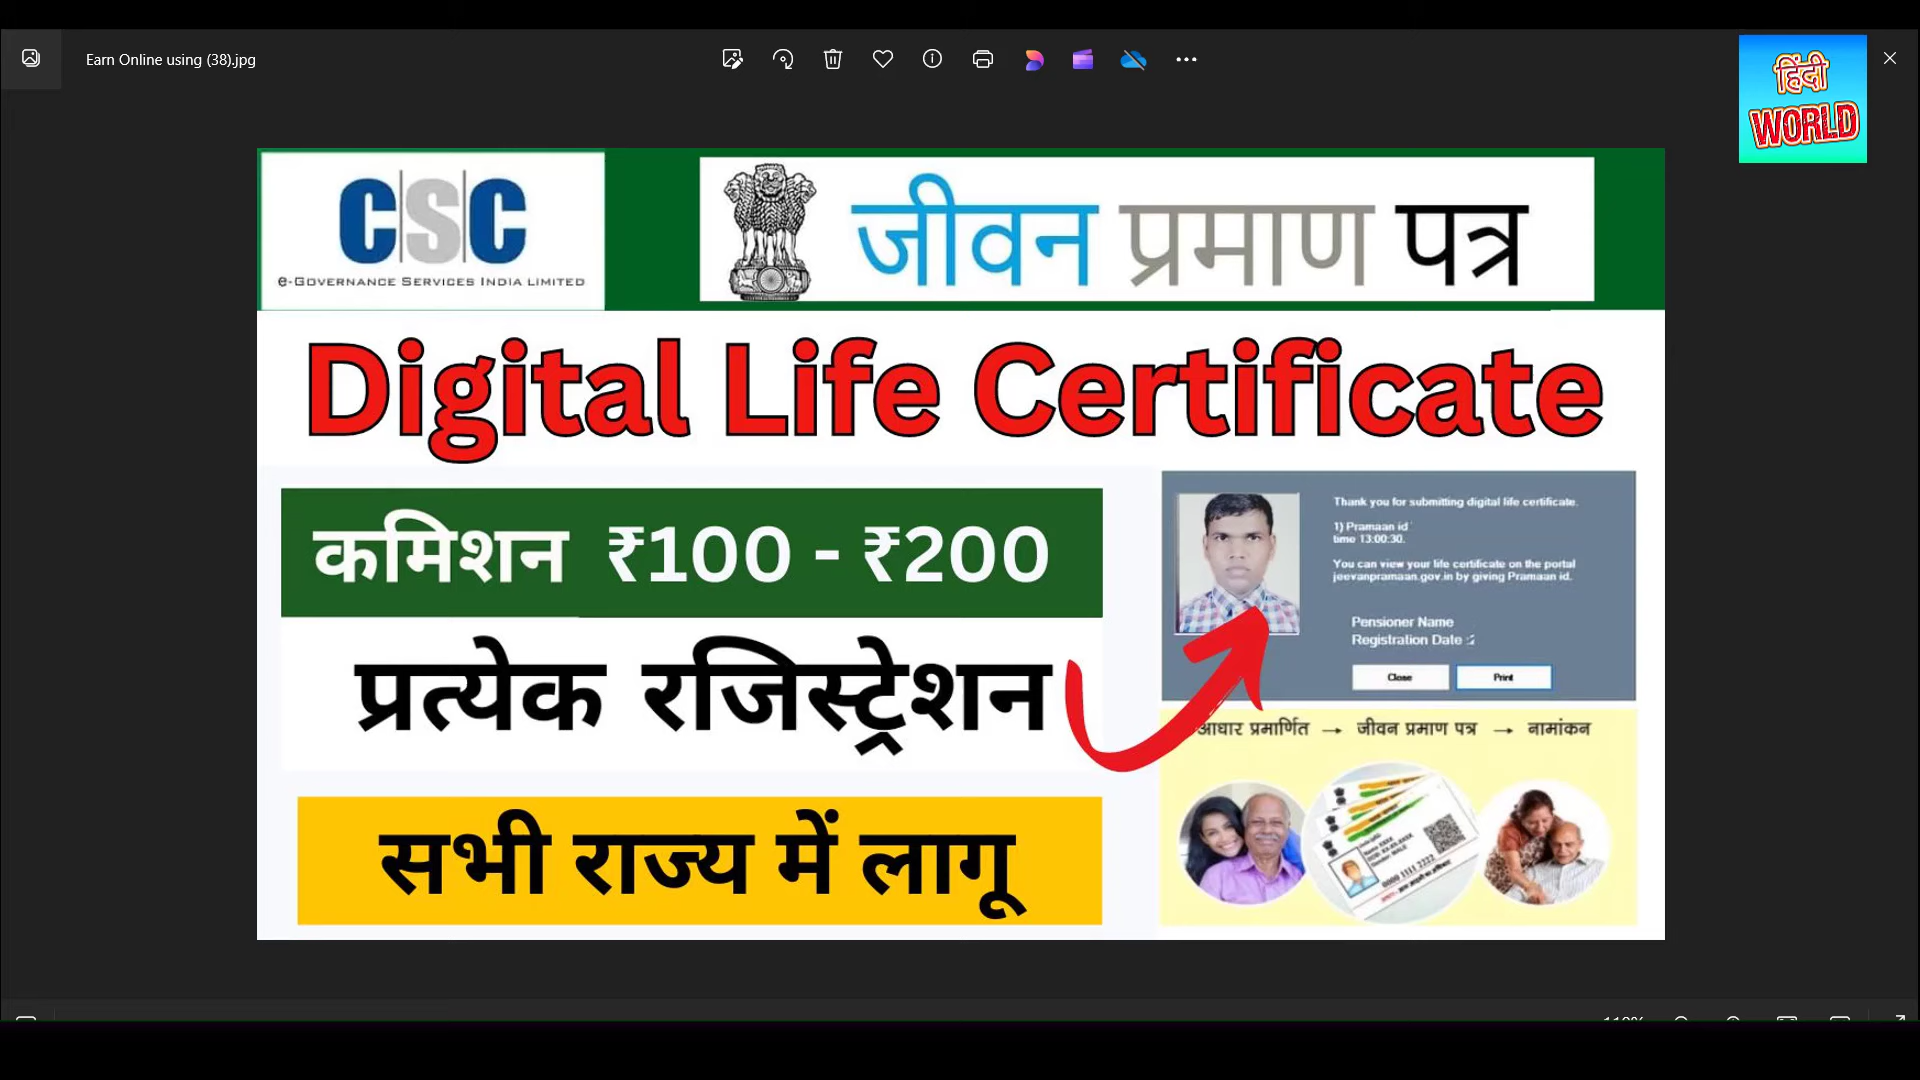 Earn Online using (38).jpg
हिंदी
WORLD
CSC
e-Governance Services India Limited
जीवन प्रमाण पत्र
Digital Life Certificate
कमिशन ₹100 - ₹200
प्रत्येक रजिस्ट्रेशन
सभी राज्य में लागू
Thank you for submitting digital life certificate.
1) Pramaan id
time 13:00:30.
You can view your life certificate on the portal
jeevanpramaan.gov.in by giving Pramaan id.
Pensioner Name
Registration Date :
Close
Print
आधार प्रमार्णित → जीवन प्रमाण पत्र → नामांकन
0000 1111 2222